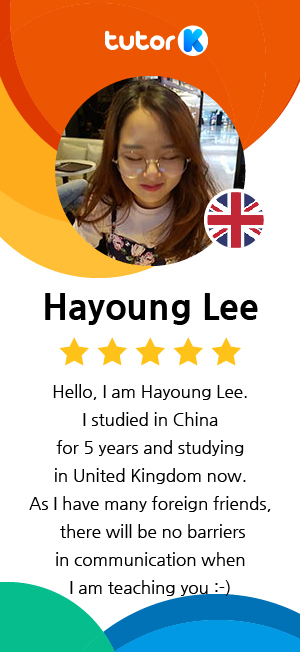 tutor K
Hayoung Lee
Hello, I am Hayoung Lee.
I studied in China
for 5 years and studying
in United Kingdom now.
As I have many foreign friends,
there will be no barriers
in communication when
I am teaching you :-)